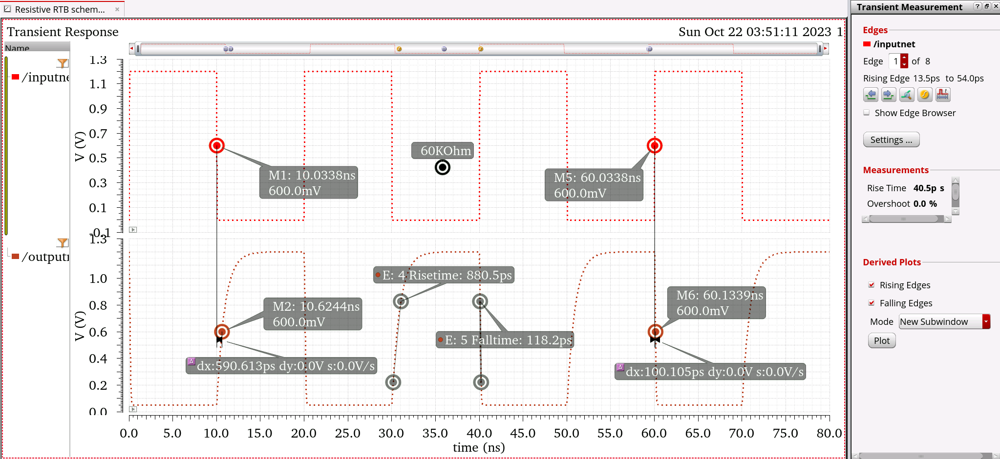 Resistive RTB schem...
Transient Measurement
Transient Response
Sun Oct 22 03:51:11 2023 1
Name
/inputne
/outputn
1.3
1.1
0.9
0.7
0.5
0.3
0.1
-0.1
V (V)
M1: 10.0338ns
600.0mV
60KOhm
M5: 60.0338ns
600.0mV
1.3
1.0
0.8
0.6
0.4
0.2
0.0
V (V)
E: 4 Risetime: 880.5ps
M2: 10.6244ns
600.0mV
M6: 60.1339ns
600.0mV
E: 5 Falltime: 118.2ps
dx:590.613ps dy:0.0V s:0.0V/s
dx:100.105ps dy:0.0V s:0.0V/s
0.0 5.0 10.0 15.0 20.0 25.0 30.0 35.0 40.0 45.0 50.0 55.0 60.0 65.0 70.0 75.0 80.0
time (ns)
Edges
/inputnet
Edge 1 of 8
Rising Edge 13.5ps to 54.0ps
Show Edge Browser
Settings ...
Measurements
Rise Time 40.5p s
Overshoot 0.0 %
Derived Plots
Rising Edges
Falling Edges
Mode New Subwindow
Plot